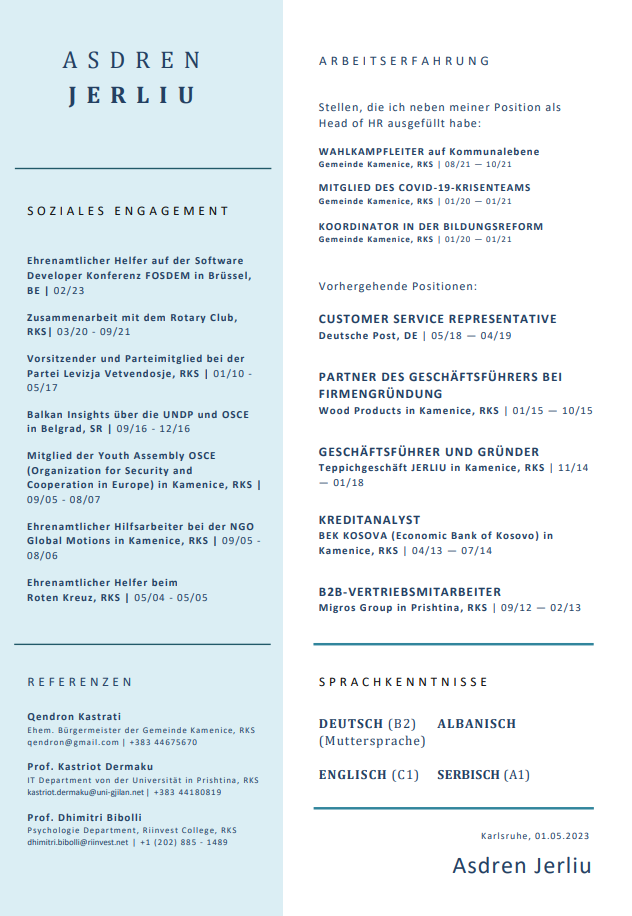 ASDREN
JERLIU
SOZIALES ENGAGEMENT
Ehrenamtlicher Helfer auf der Software
Developer Konferenz FOSDEM in Brüssel,
BE | 02/23
Zusammenarbeit mit dem Rotary Club,
RKS| 03/20 - 09/21
Vorsitzender und Parteimitglied bei der
Partei Levizja Vetvendosje, RKS | 01/10 -
05/17
Balkan Insights über die UNDP und OSCE
in Belgrad, SR | 09/16 - 12/16
Mitglied der Youth Assembly OSCE
(Organization for Security and
Cooperation in Europe) in Kamenice, RKS |
09/05 - 08/07
Ehrenamtlicher Hilfsarbeiter bei der NGO
Global Motions in Kamenice, RKS | 09/05 -
08/06
Ehrenamtlicher Helfer beim
Roten Kreuz, RKS | 05/04 - 05/05
REFERENZEN
Qendron Kastrati
Ehem. Bürgermeister der Gemeinde Kamenice, RKS
qendron@gmail.com | +383 44675670
Prof. Kastriot Dermaku
IT Department von der Universität in Prishtina, RKS
kastriot.dermaku@uni-gjilan.net | +383 44180819
Prof. Dhimitri Bibolli
Psychologie Department, Riinvest College, RKS
dhimitri.bibolli@riinvest.net | +1 (202) 885 - 1489
ARBEITSERFAHRUNG
Stellen, die ich neben meiner Position als
Head of HR ausgefüllt habe:
WAHLKAMPFLEITER auf Kommunalebene
Gemeinde Kamenice, RKS | 08/21 — 10/21
MITGLIED DES COVID-19-KRISENTEAMS
Gemeinde Kamenice, RKS | 01/20 — 01/21
KOORDINATOR IN DER BILDUNGSREFORM
Gemeinde Kamenice, RKS | 01/20 — 01/21
Vorhergehende Positionen:
CUSTOMER SERVICE REPRESENTATIVE
Deutsche Post, DE | 05/18 — 04/19
PARTNER DES GESCHÄFTSFÜHRERS BEI
FIRMENGRÜNDUNG
Wood Products in Kamenice, RKS | 01/15 — 10/15
GESCHÄFTSFÜHRER UND GRÜNDER
Teppichgeschäft JERLIU in Kamenice, RKS | 11/14
— 01/18
KREDITANALYST
BEK KOSOVA (Economic Bank of Kosovo) in
Kamenice, RKS | 04/13 — 07/14
B2B-VERTRIEBSMITARBEITER
Migros Group in Prishtina, RKS | 09/12 — 02/13
SPRACHKENNTNISSE
DEUTSCH (B2) ALBANISCH
(Muttersprache)
ENGLISCH (C1) SERBISCH (A1)
Karlsruhe, 01.05.2023
Asdren Jerliu